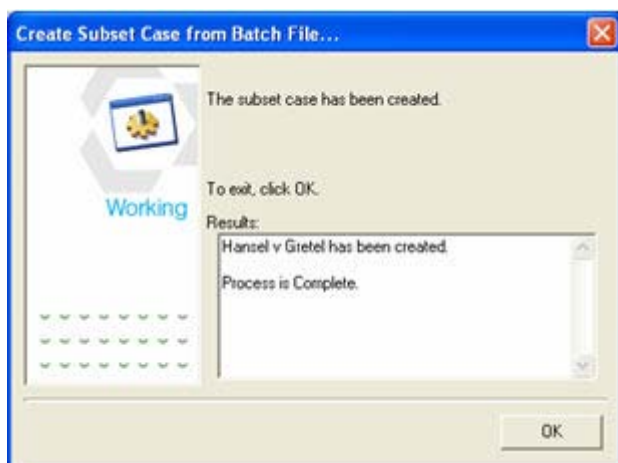 Create Subset Case from Batch File...
The subset case has been created.
Working
To exit, click OK.
Results:
Hansel v Gretel has been created.
Process is Complete.
OK